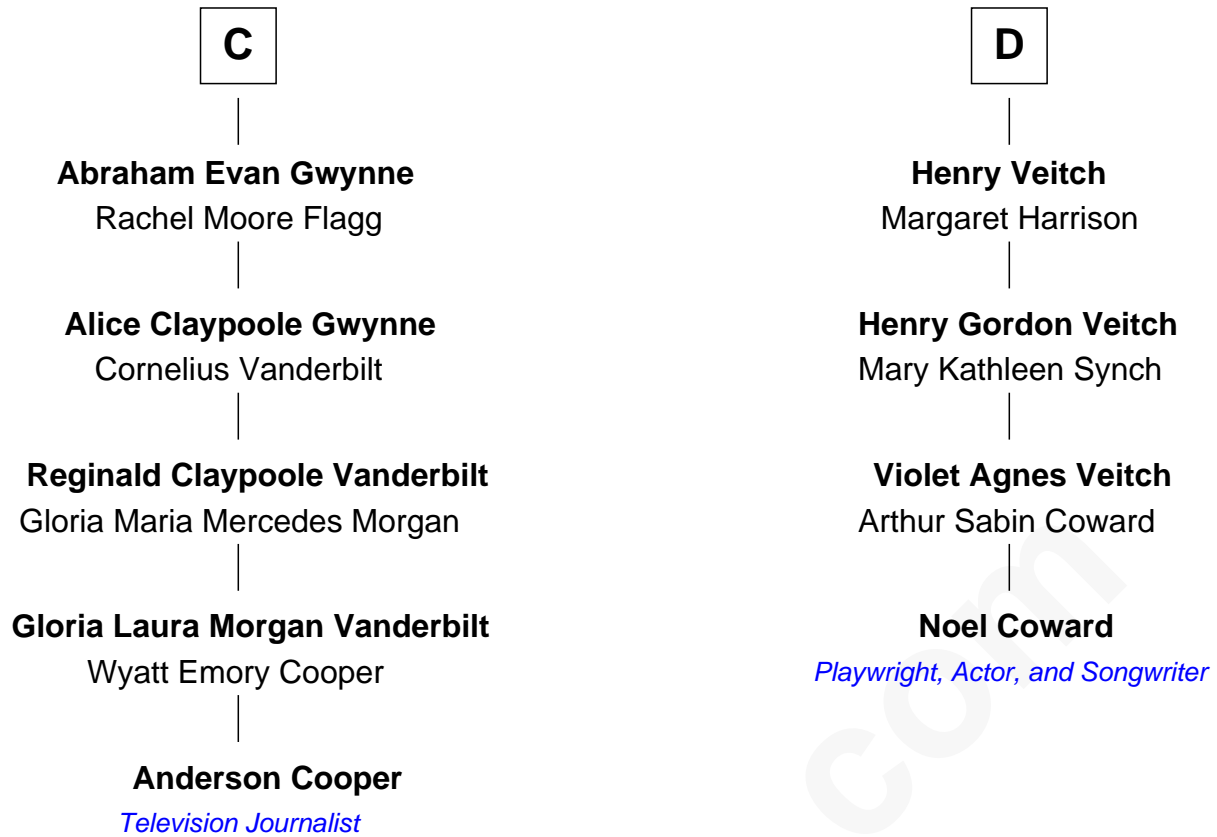 C
Abraham Evan Gwynne
Rachel Moore Flagg
Alice Claypoole Gwynne
Cornelius Vanderbilt
Reginald Claypoole Vanderbilt
Gloria Maria Mercedes Morgan
Gloria Laura Morgan Vanderbilt
Wyatt Emory Cooper
Anderson Cooper
Television Journalist
D
Henry Veitch
Margaret Harrison
Henry Gordon Veitch
Mary Kathleen Synch
Violet Agnes Veitch
Arthur Sabin Coward
Noel Coward
Playwright, Actor, and Songwriter
com